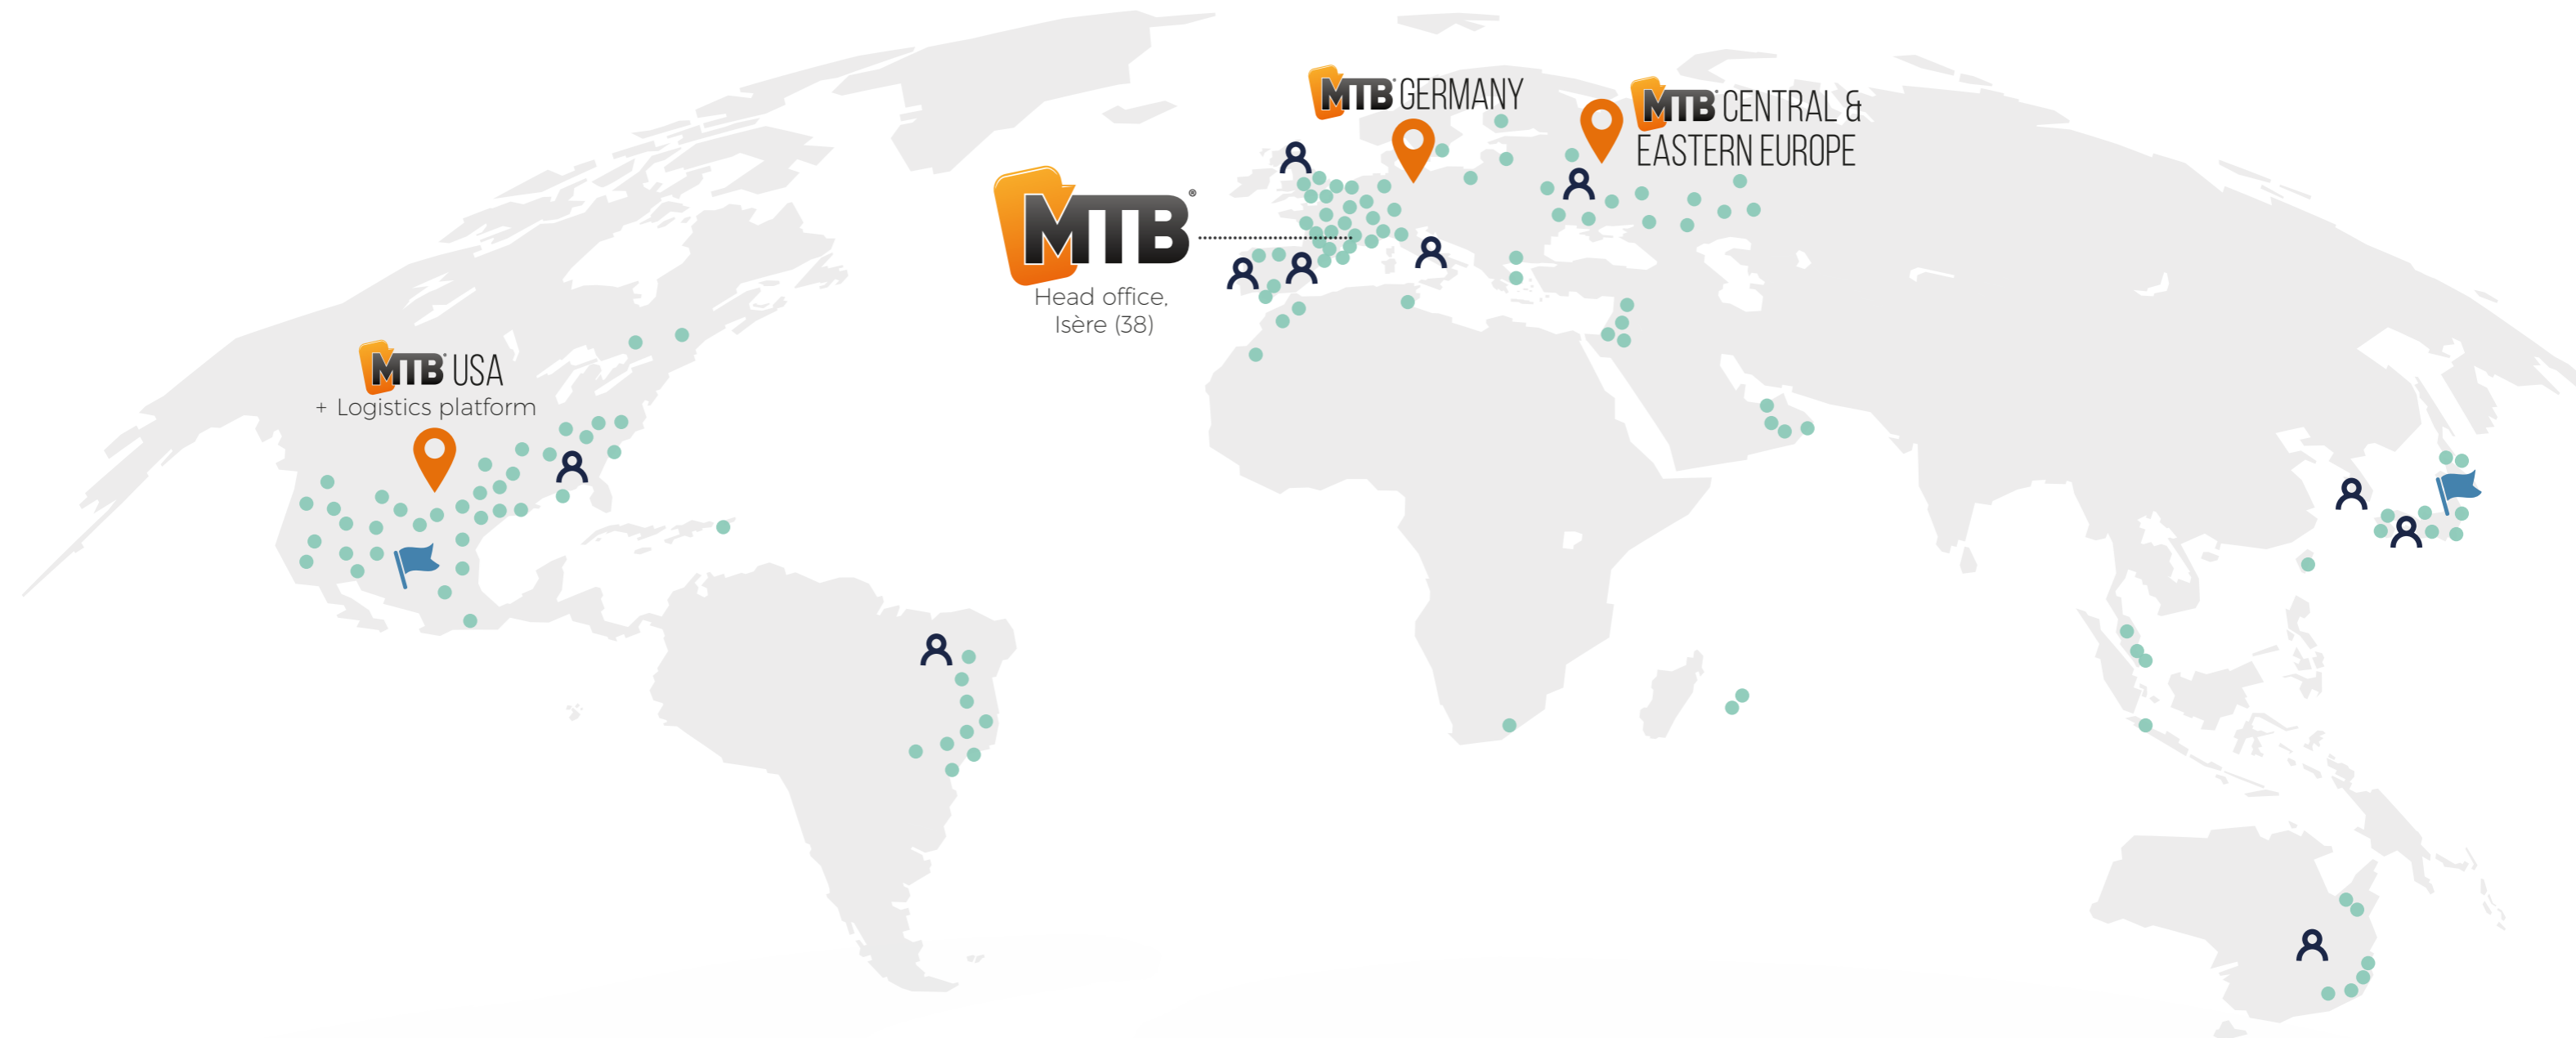 MTB® GERMANY
MTB® CENTRAL &
EASTERN EUROPE
MTB®
Head office,
Isère (38)
MTB® USA
+ Logistics platform